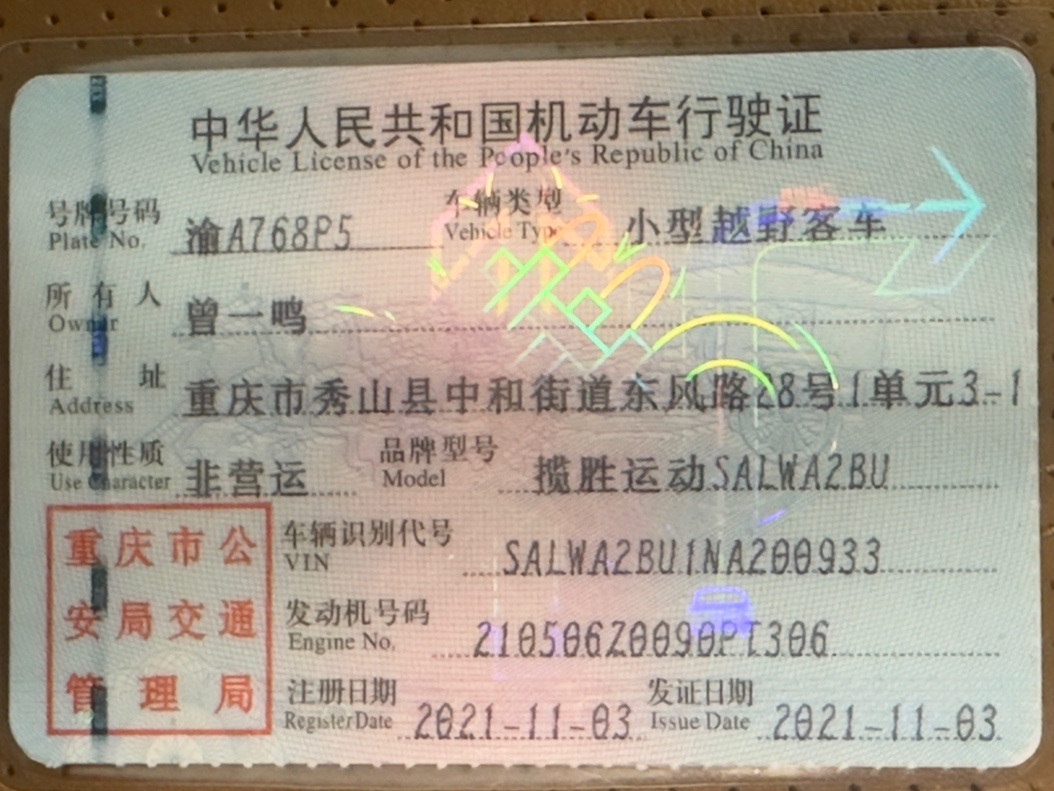 中华人民共和国机动车行驶证
Vehicle License of the People's Republic of China
号牌号码 渝A768P5 车辆类型 小型越野客车
Plate No. Vehicle Type
所有人 曾一鸣
Owner
住址 重庆市秀山县中和街道东风路28号1单元3-1
Address
使用性质 非营运 品牌型号 揽胜运动SALWA2BU
Use Character Model
重庆市公
安局交通
管理局
车辆识别代号 SALWA2BU1NA200933
VIN
发动机号码 210506Z0090PT306
Engine No.
注册日期 2021-11-03 发证日期 2021-11-03
Register Date Issue Date